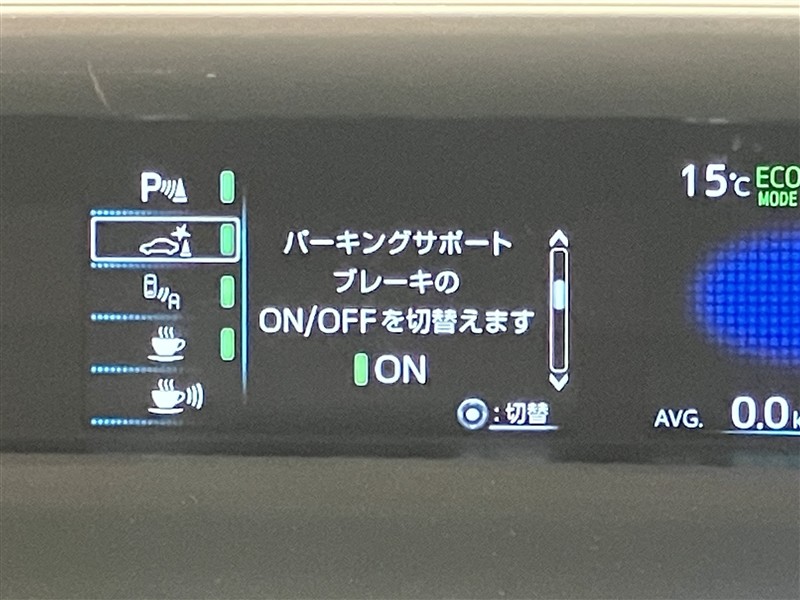 P
15℃ ECO
MODE
パーキングサポート
ブレーキの
ON/OFFを切替えます
A
ON
:切替
AVG. 0.0